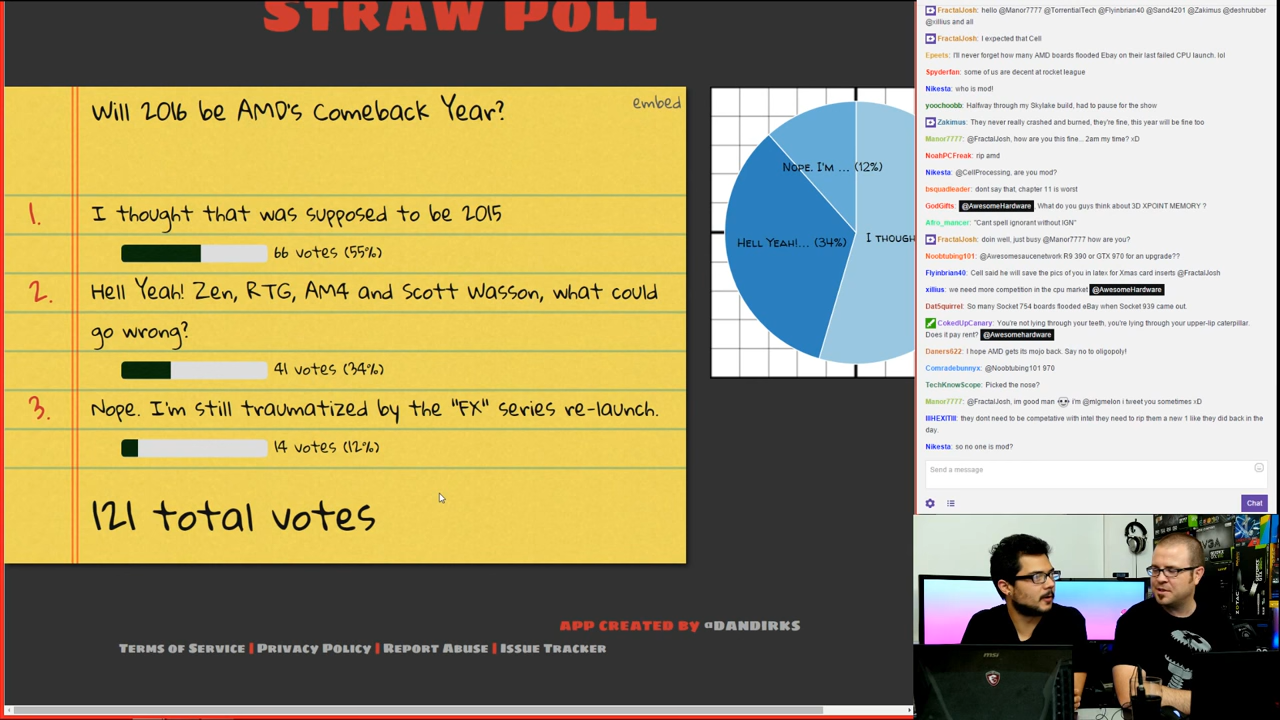 STRAW POLL
Will 2016 be AMD's Comeback Year?
embed
1. I thought that was supposed to be 2015
66 votes (55%)
2. Hell Yeah! Zen, RTG, AM4 and Scott Wasson, what could
go wrong?
41 votes (34%)
3. Nope. I'm still traumatized by the "FX" series re-launch.
14 votes (12%)
121 total votes
Nope. I'm ... (12%)
Hell Yeah!... (34%)
I thoug
App created by @dandirks
Terms of Service | Privacy Policy | Report Abuse | Issue Tracker
FractalJosh: hello @Manor7777 @TorrentialTech @Flyinbrian40 @Sand4201 @Zakimus @deshrubber
@xillius and all
FractalJosh: I expected that Cell
Epeets: I'll never forget how many AMD boards flooded Ebay on their last failed CPU launch. lol
Spyderfan: some of us are decent at rocket league
Nikesta: who is mod!
yoochoobb: Halfway through my Skylake build, had to pause for the show
Zakimus: They never really crashed and burned, they're fine, this year will be fine too
Manor7777: @FractalJosh, how are you this fine... 2am my time? xD
NoahPCFreak: rip amd
Nikesta: @CellProcessing, are you mod?
bsquadleader: dont say that, chapter 11 is worst
GodGifts: @AwesomeHardware What do you guys think about 3D XPOINT MEMORY ?
Afro_mancer: "Cant spell ignorant without IGN"
FractalJosh: doin well, just busy @Manor7777 how are you?
Noobtubing101: @Awesomesaucenetwork R9 390 or GTX 970 for an upgrade??
Flyinbrian40: Cell said he will save the pics of you in latex for Xmas card inserts @FractalJosh
xillius: we need more competition in the cpu market @AwesomeHardware
DatSquirrel: So many Socket 754 boards flooded eBay when Socket 939 came out.
CokedUpCanary: You're not lying through your teeth, you're lying through your upper-lip caterpillar.
Does it pay rent? @Awesomehardware
Daners622: I hope AMD gets its mojo back. Say no to oligopoly!
Comradebunnyx: @Noobtubing101 970
TechKnowScope: Picked the nose?
Manor7777: @FractalJosh, im good man i'm @migmelon i tweet you sometimes xD
IIIHEXITIII: they dont need to be competative with intel they need to rip them a new 1 like they did back in the
day.
Nikesta: so no one is mod?
Send a message
Chat
EVGA
ZOTAC
msi